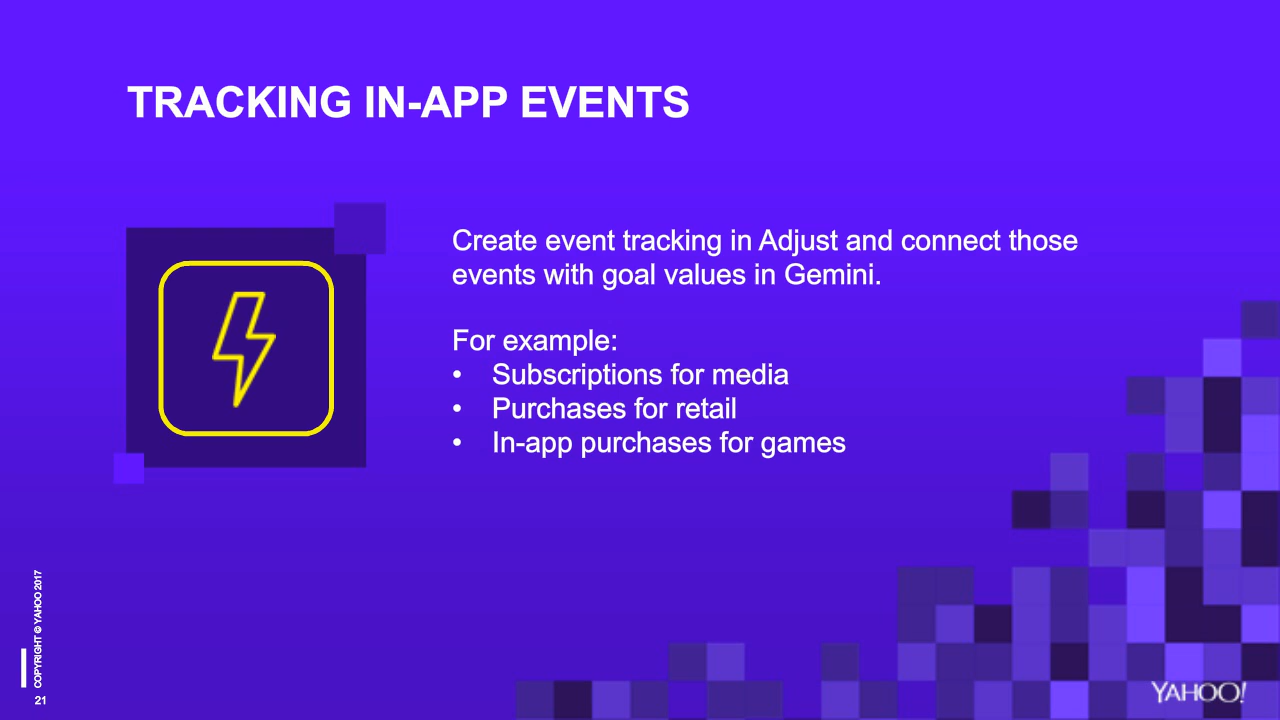 TRACKING IN-APP EVENTS
Create event tracking in Adjust and connect those
events with goal values in Gemini.
For example:
• Subscriptions for media
• Purchases for retail
• In-app purchases for games
COPYRIGHT © YAHOO 2017
21
YAHOO!